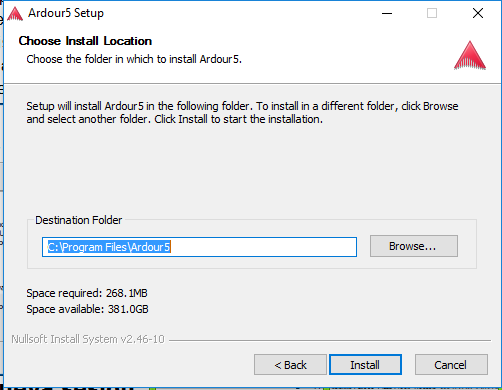 Ardour5 Setup
Choose Install Location
Choose the folder in which to install Ardour5.
Setup will install Ardour5 in the following folder. To install in a different folder, click Browse
and select another folder. Click Install to start the installation.
Destination Folder
C:\Program Files\Ardour5
Browse...
Space required: 268.1MB
Space available: 381.0GB
Nullsoft Install System v2.46-10
< Back
Install
Cancel